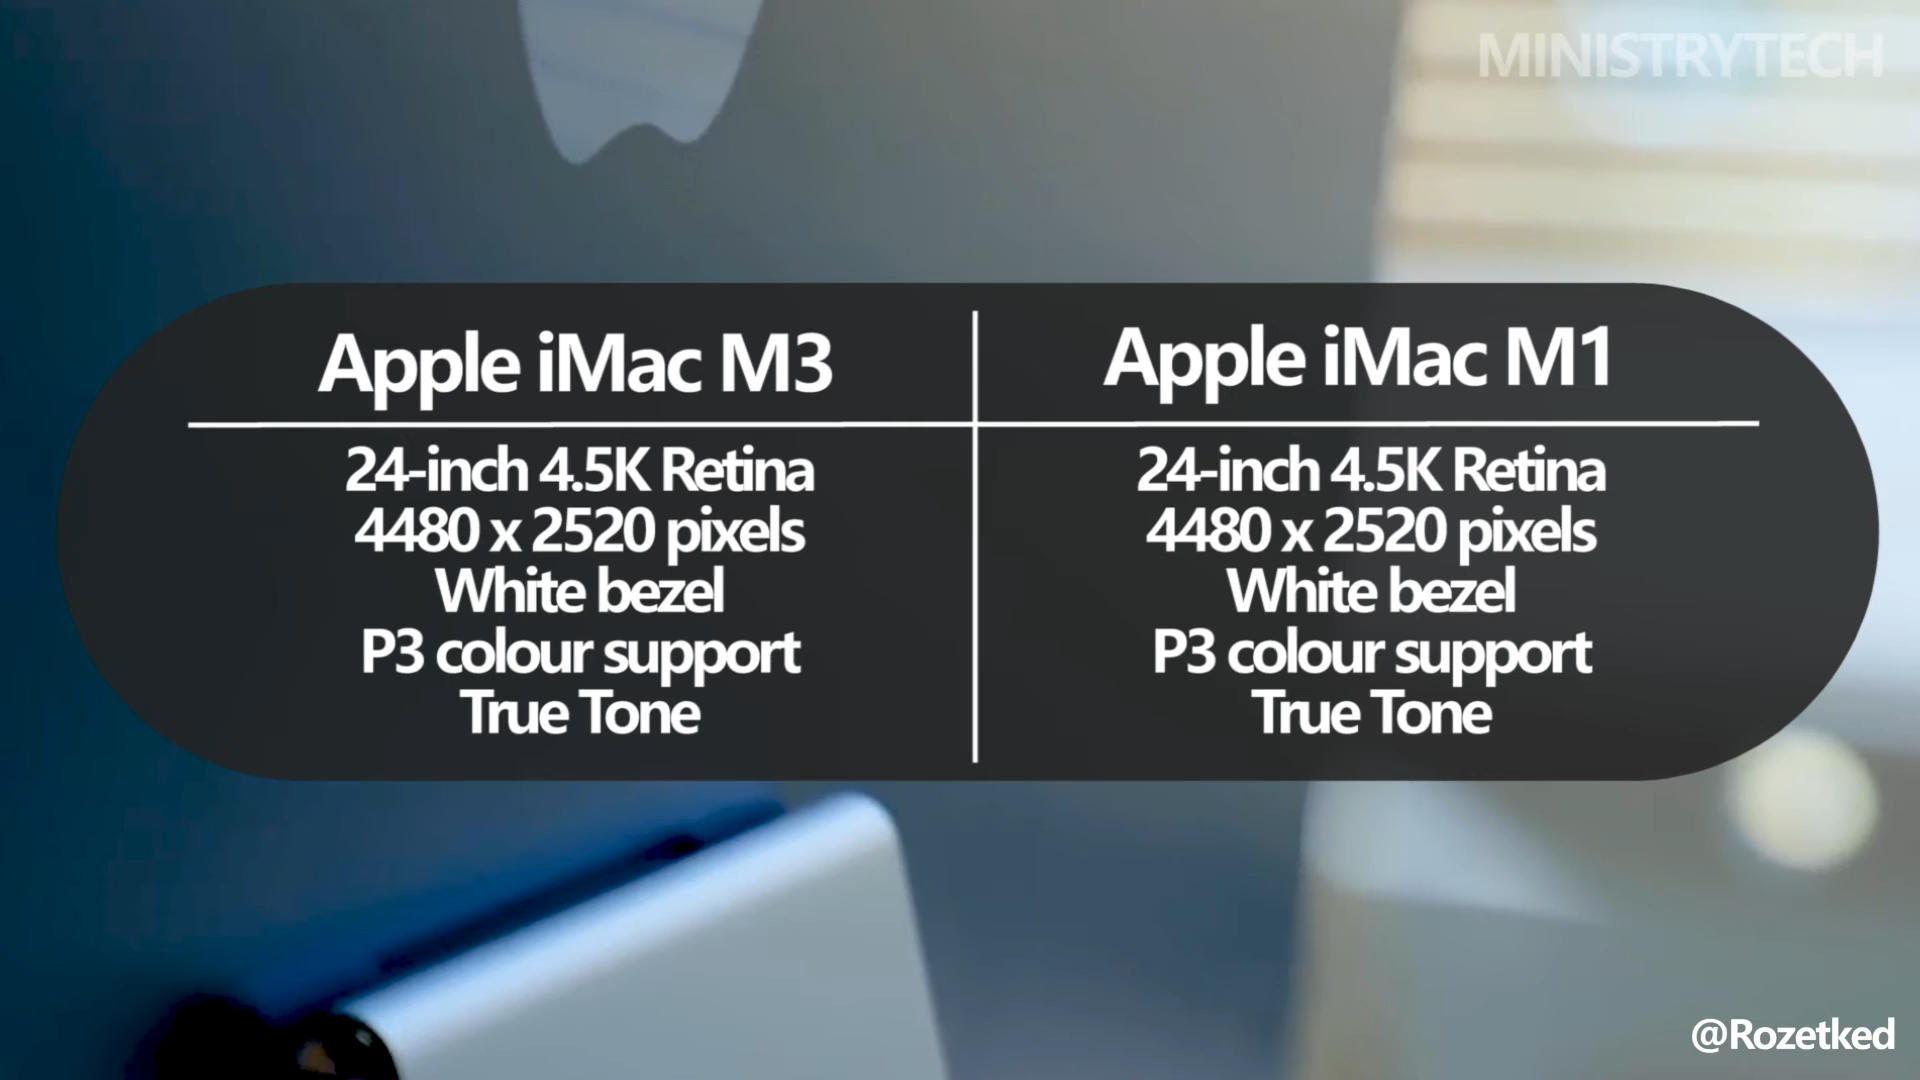 MINISTRYTECH
Apple iMac M3
Apple iMac M1
24-inch 4.5K Retina
4480 x 2520 pixels
White bezel
P3 colour support
True Tone
24-inch 4.5K Retina
4480 x 2520 pixels
White bezel
P3 colour support
True Tone
@Rozetked